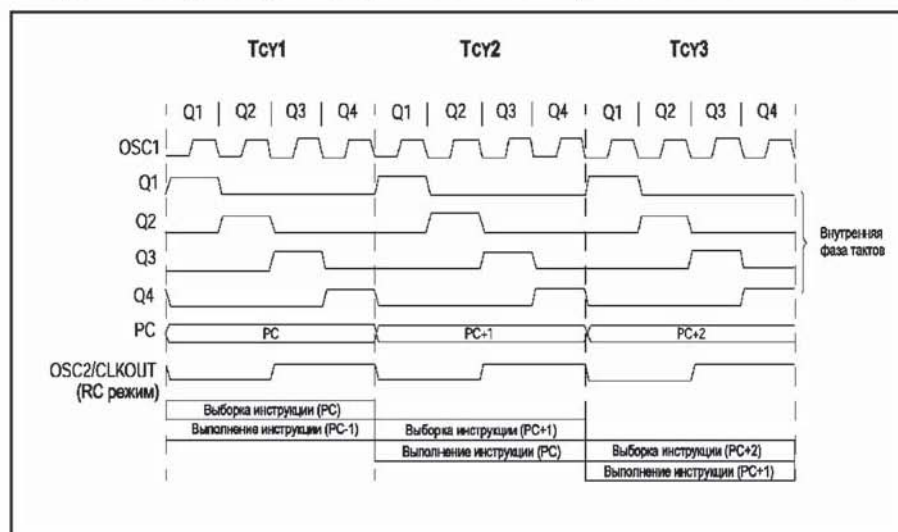 TCY1 TCY2 TCY3
Q1 Q2 Q3 Q4 Q1 Q2 Q3 Q4 Q1 Q2 Q3 Q4
OSC1
Q1
Q2
Внутренняя
фаза тактов
Q3
Q4
PC PC PC+1 PC+2
OSC2/CLKOUT
(RC режим)
Выборка инструкции (PC)
Выполнение инструкции (PC-1) Выборка инструкции (PC+1)
Выполнение инструкции (PC) Выборка инструкции (PC+2)
Выполнение инструкции (PC+1)